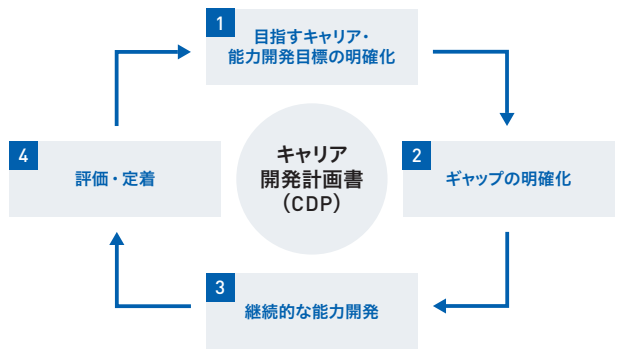 1
目指すキャリア・
能力開発目標の明確化
4
評価・定着
キャリア
開発計画書
（CDP）
2
ギャップの明確化
3
継続的な能力開発